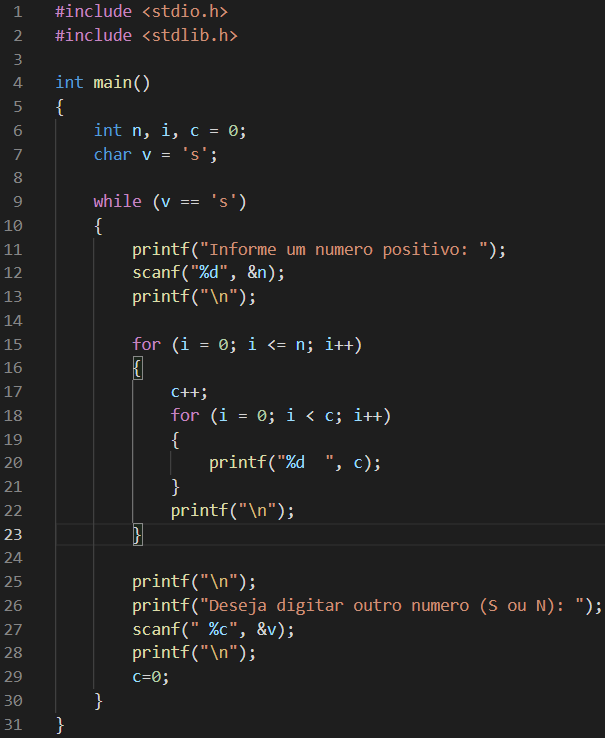 1 #include <stdio.h>
2 #include <stdlib.h>
3
4 int main()
5 {
6     int n, i, c = 0;
7     char v = 's';
8
9     while (v == 's')
10     {
11         printf("Informe um numero positivo: ");
12         scanf("%d", &n);
13         printf("\n");
14
15         for (i = 0; i <= n; i++)
16         {
17             c++;
18             for (i = 0; i < c; i++)
19             {
20                 printf("%d  ", c);
21             }
22             printf("\n");
23         }
24
25         printf("\n");
26         printf("Deseja digitar outro numero (S ou N): ");
27         scanf(" %c", &v);
28         printf("\n");
29         c=0;
30     }
31 }